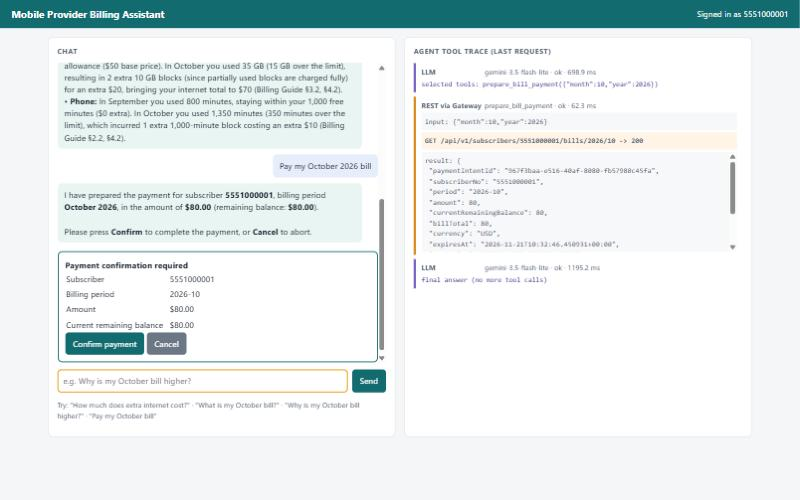 Mobile Provider Billing Assistant
Signed in as 5551000001
CHAT
allowance ($50 base price). In October you used 35 GB (15 GB over the limit),
resulting in 2 extra 10 GB blocks (since partially used blocks are charged fully)
for an extra $20, bringing your internet total to $70 (Billing Guide §3.2, §4.2).
• Phone: In September you used 800 minutes, staying within your 1,000 free
minutes ($0 extra). In October you used 1,350 minutes (350 minutes over the
limit), which incurred 1 extra 1,000-minute block costing an extra $10 (Billing
Guide §2.2, §4.2).
Pay my October 2026 bill
I have prepared the payment for subscriber 5551000001, billing period
October 2026, in the amount of $80.00 (remaining balance: $80.00).
Please press Confirm to complete the payment, or Cancel to abort.
Payment confirmation required
Subscriber 5551000001
Billing period 2026-10
Amount $80.00
Current remaining balance $80.00
Confirm payment
Cancel
e.g. Why is my October bill higher?
Send
Try: "How much does extra internet cost?" · "What is my October bill?" · "Why is my October bill
higher?" · "Pay my October bill"
AGENT TOOL TRACE (LAST REQUEST)
LLM gemini-3.5-flash-lite · ok · 698.9 ms
selected tools: prepare_bill_payment({"month":10,"year":2026})
REST via Gateway prepare_bill_payment · ok · 62.3 ms
input: {"month":10,"year":2026}
GET /api/v1/subscribers/5551000001/bills/2026/10 -> 200
result: {
"paymentIntentId":
"subscriberNo": "5551000001",
"period": "2026-10",
"amount": 80,
"currentRemainingBalance": 80,
"billTotal": 80,
"currency": "USD",
"expiresAt": "2026-11-21T10:32:46.450931+00:00",
LLM gemini-3.5-flash-lite · ok · 1195.2 ms
final answer (no more tool calls)